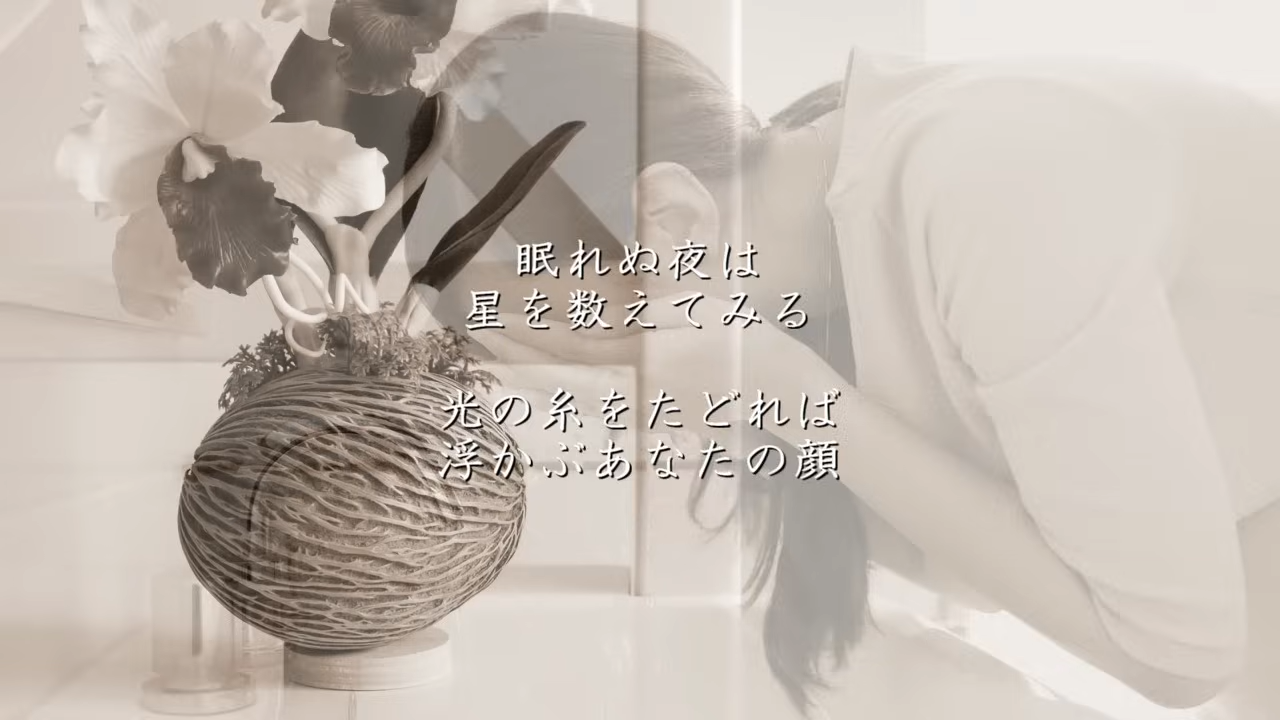 眠れぬ夜は
星を数えてみる
光の糸をたどれば
浮かぶあなたの顔